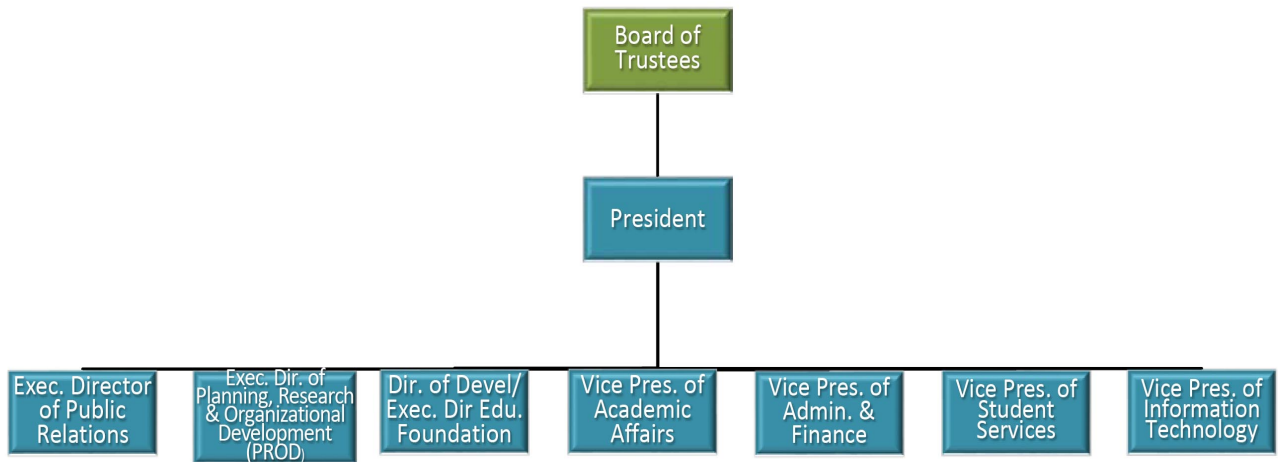 Board of
Trustees
President
Exec. Director
of Public
Relations
Exec. Dir. of
Planning, Research
& Organizational
Development
(PROD)
Dir. of Devel/
Exec. Dir Edu.
Foundation
Vice Pres. of
Academic
Affairs
Vice Pres. of
Admin. &
Finance
Vice Pres. of
Student
Services
Vice Pres. of
Information
Technology